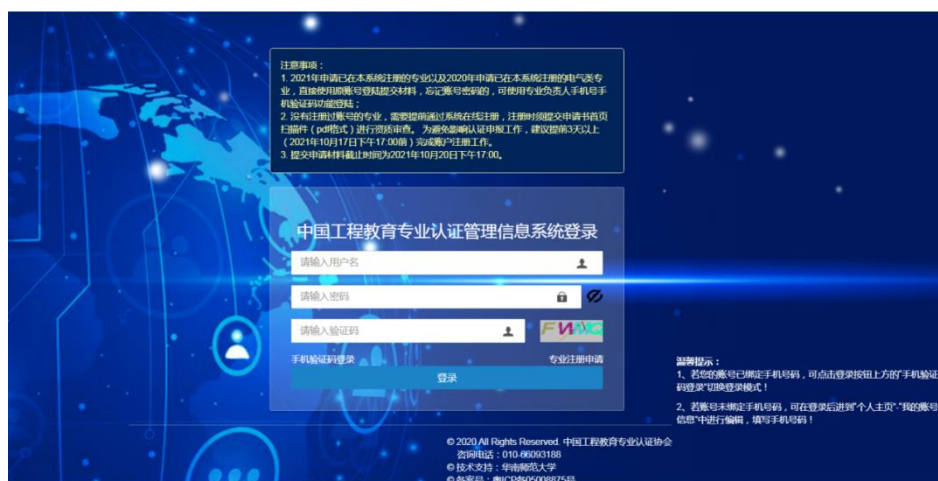 注意事项：
1. 2021年申请已在本系统注册的专业以及2020年申请已在本系统注册的电气类专
业，直接使用原账号登陆提交材料，忘记账号密码的，可使用专业负责人手机号手
机验证码功能登陆；
2. 没有注册过账号的专业，需要提前通过系统在线注册，注册时须提交申请书首页
扫描件（pdf格式）进行资质审查。 为避免影响认证申报工作，建议提前3天以上
（2021年10月17日下午17:00前）完成账户注册工作。
3. 提交申请材料截止时间为2021年10月20日下午17:00。
中国工程教育专业认证管理信息系统登录
请输入用户名
请输入密码
请输入验证码
手机验证码登录 专业注册申请
登录
温馨提示：
1、若您的账号已绑定手机号码，可点击登录按钮上方的“手机验证
码登录”切换登录模式！
2、若账号未绑定手机号码，可在登录后进到“个人主页”-“我的账号
信息”中进行编辑，填写手机号码！
© 2020 All Rights Reserved. 中国工程教育专业认证协会
咨询电话：010-66093188
© 技术支持：华南师范大学
© 备案号：粤ICP备05008875号